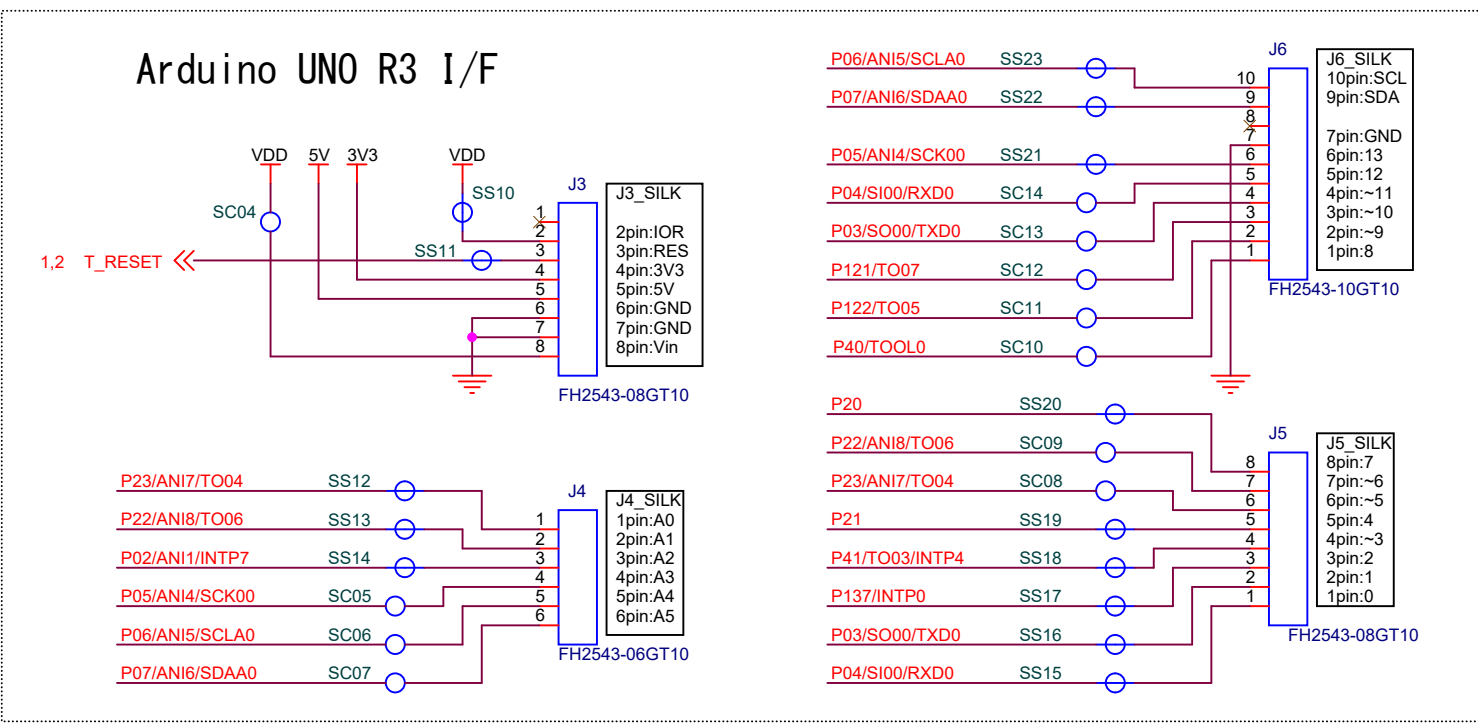 Arduino UNO R3 I/F
VDD 5V 3V3 VDD
SC04
SS10
SS11
1,2 T_RESET
J3
1
2
3
4
5
6
7
8
J3_SILK
2pin:IOR
3pin:RES
4pin:3V3
5pin:5V
6pin:GND
7pin:GND
8pin:Vin
FH2543-08GT10
P23/ANI7/TO04 SS12
P22/ANI8/TO06 SS13
P02/ANI1/INTP7 SS14
P05/ANI4/SCK00 SC05
P06/ANI5/SCLA0 SC06
P07/ANI6/SDAA0 SC07
J4
1
2
3
4
5
6
J4_SILK
1pin:A0
2pin:A1
3pin:A2
4pin:A3
5pin:A4
6pin:A5
FH2543-06GT10
P06/ANI5/SCLA0 SS23
P07/ANI6/SDAA0 SS22
P05/ANI4/SCK00 SS21
P04/SI00/RXD0 SC14
P03/SO00/TXD0 SC13
P121/TO07 SC12
P122/TO05 SC11
P40/TOOL0 SC10
J6
10
9
8
7
6
5
4
3
2
1
J6_SILK
10pin:SCL
9pin:SDA
7pin:GND
6pin:13
5pin:12
4pin:~11
3pin:~10
2pin:~9
1pin:8
FH2543-10GT10
P20 SS20
P22/ANI8/TO06 SC09
P23/ANI7/TO04 SC08
P21 SS19
P41/TO03/INTP4 SS18
P137/INTP0 SS17
P03/SO00/TXD0 SS16
P04/SI00/RXD0 SS15
J5
8
7
6
5
4
3
2
1
J5_SILK
8pin:7
7pin:~6
6pin:~5
5pin:4
4pin:~3
3pin:2
2pin:1
1pin:0
FH2543-08GT10